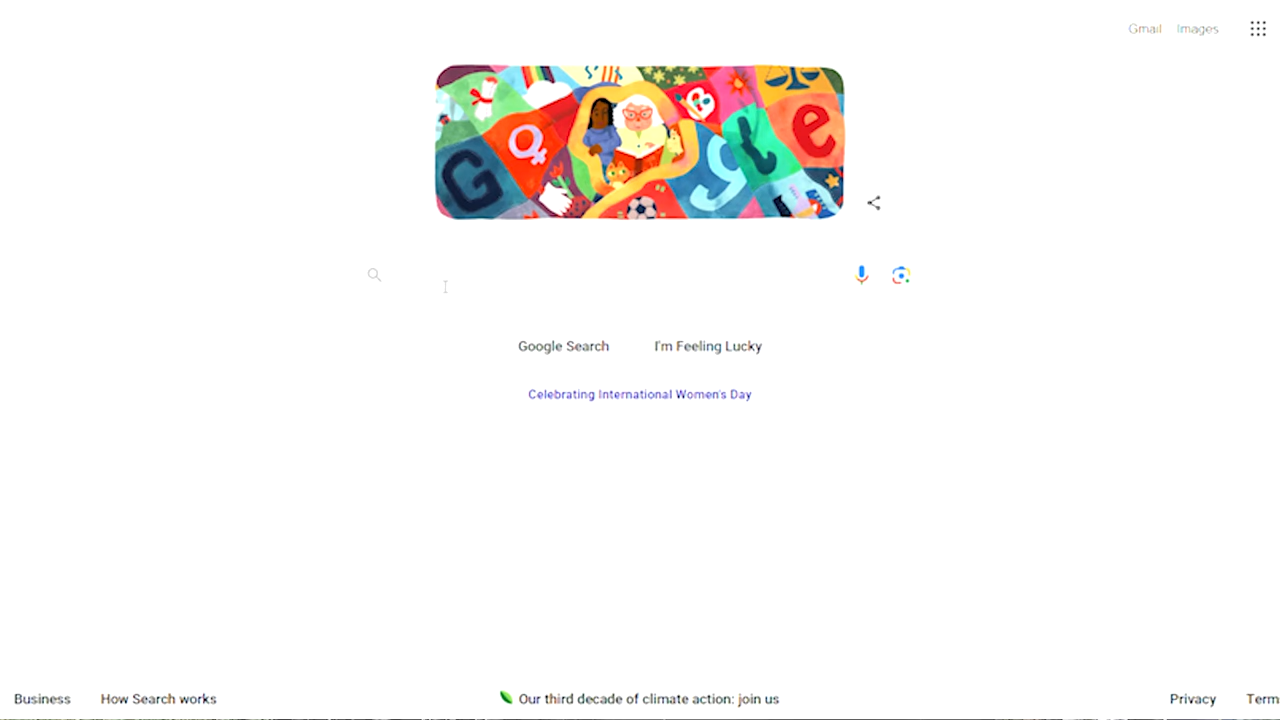 Gmail Images
G g l e
Google Search I'm Feeling Lucky
Celebrating International Women's Day
Business How Search works Our third decade of climate action: join us Privacy Term